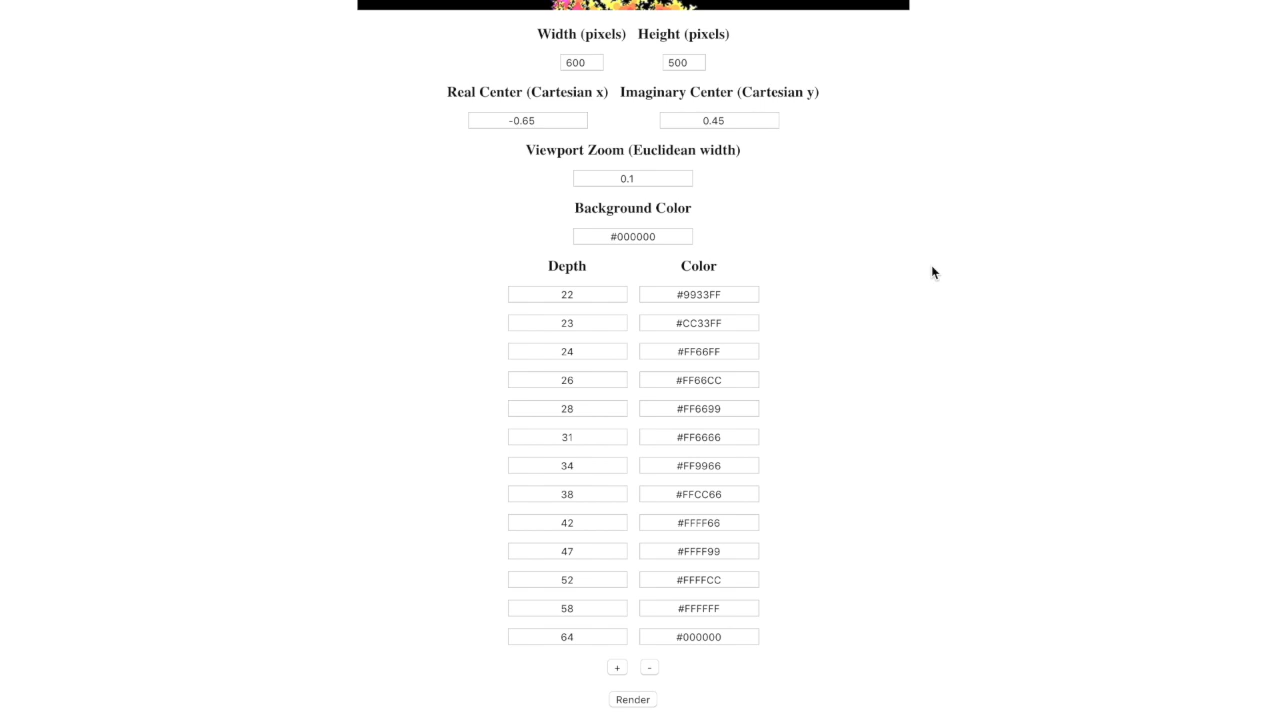 Width (pixels) Height (pixels)
600 500
Real Center (Cartesian x) Imaginary Center (Cartesian y)
-0.65 0.45
Viewport Zoom (Euclidean width)
0.1
Background Color
#000000
Depth Color
22 #9933FF
23 #CC33FF
24 #FF66FF
26 #FF66CC
28 #FF6699
31 #FF6666
34 #FF9966
38 #FFCC66
42 #FFFF66
47 #FFFF99
52 #FFFFCC
58 #FFFFFF
64 #000000
+ -
Render